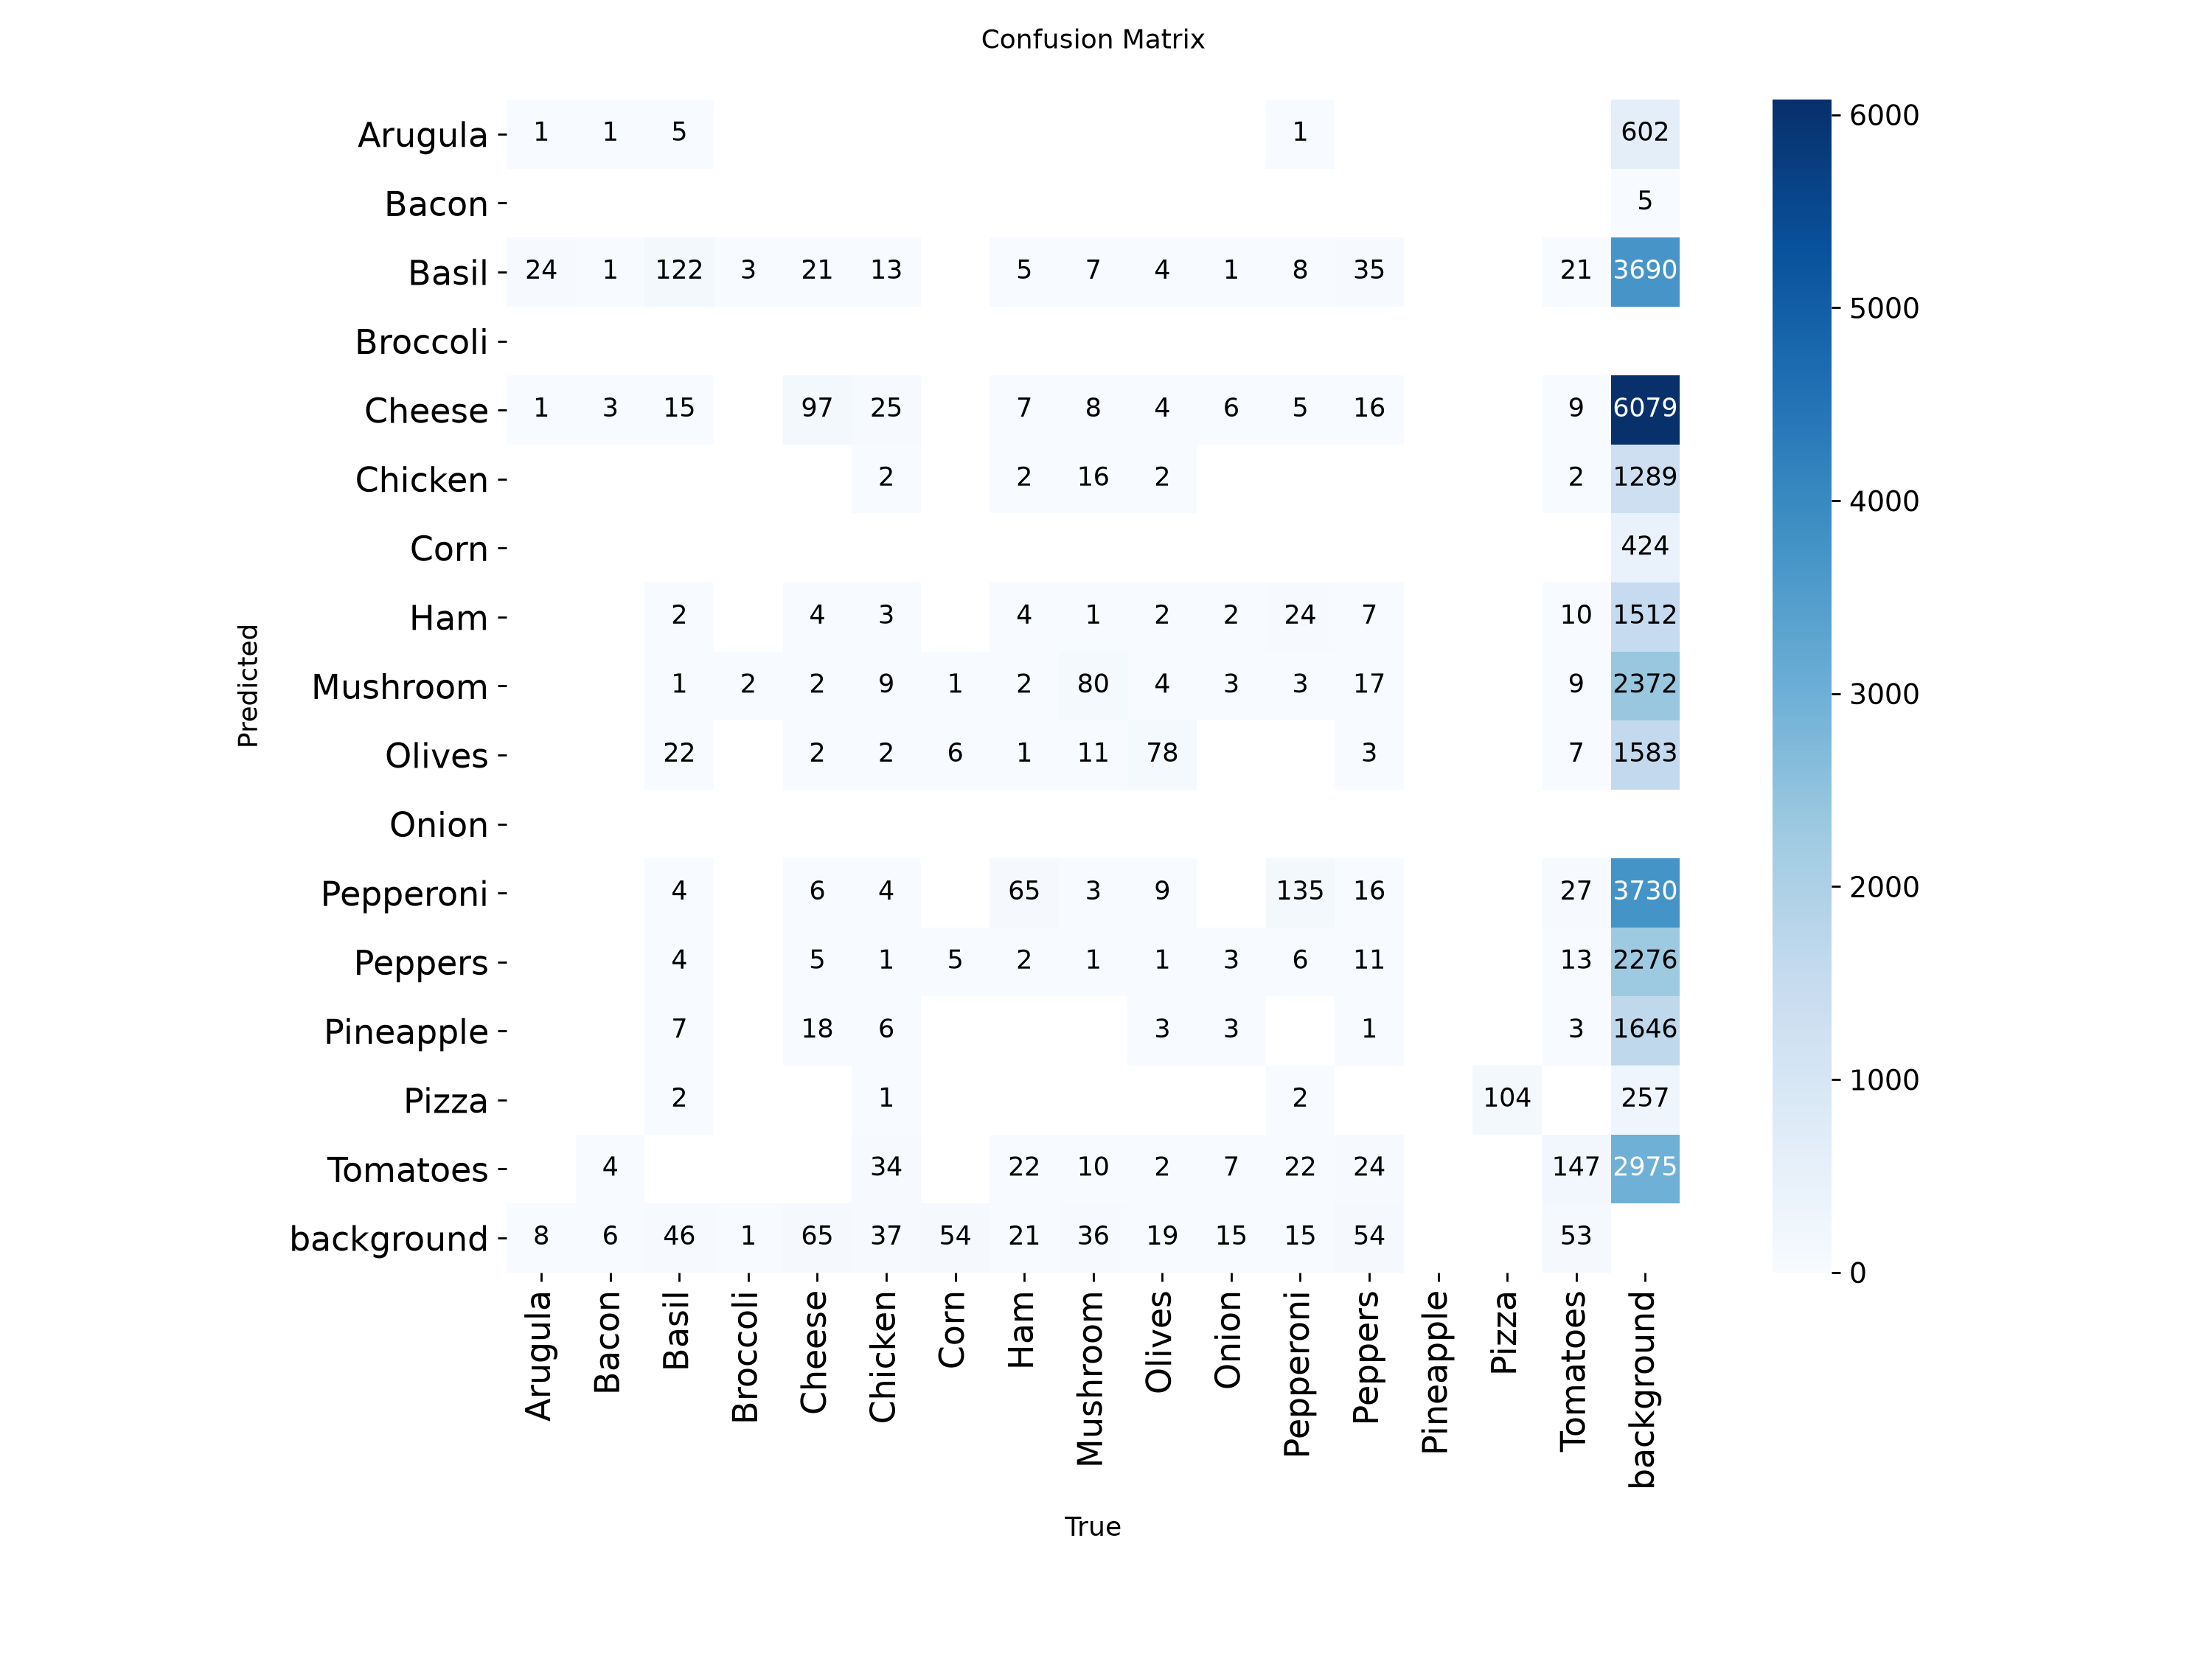 Confusion Matrix
Arugula 1 1 5 1 602
Bacon 5
Basil 24 1 122 3 21 13 5 7 4 1 8 35 21 3690
Broccoli
Cheese 1 3 15 97 25 7 8 4 6 5 16 9 6079
Chicken 2 2 16 2 2 1289
Corn 424
Ham 2 4 3 4 1 2 2 24 7 10 1512
Mushroom 1 2 2 9 1 2 80 4 3 3 17 9 2372
Olives 22 2 2 6 1 11 78 3 7 1583
Onion
Pepperoni 4 6 4 65 3 9 135 16 27 3730
Peppers 4 5 1 5 2 1 1 3 6 11 13 2276
Pineapple 7 18 6 3 3 1 3 1646
Pizza 2 1 2 104 257
Tomatoes 4 34 22 10 2 7 22 24 147 2975
background 8 6 46 1 65 37 54 21 36 19 15 15 54 53
Arugula Bacon Basil Broccoli Cheese Chicken Corn Ham Mushroom Olives Onion Pepperoni Peppers Pineapple Pizza Tomatoes background
True
Predicted
6000
5000
4000
3000
2000
1000
0